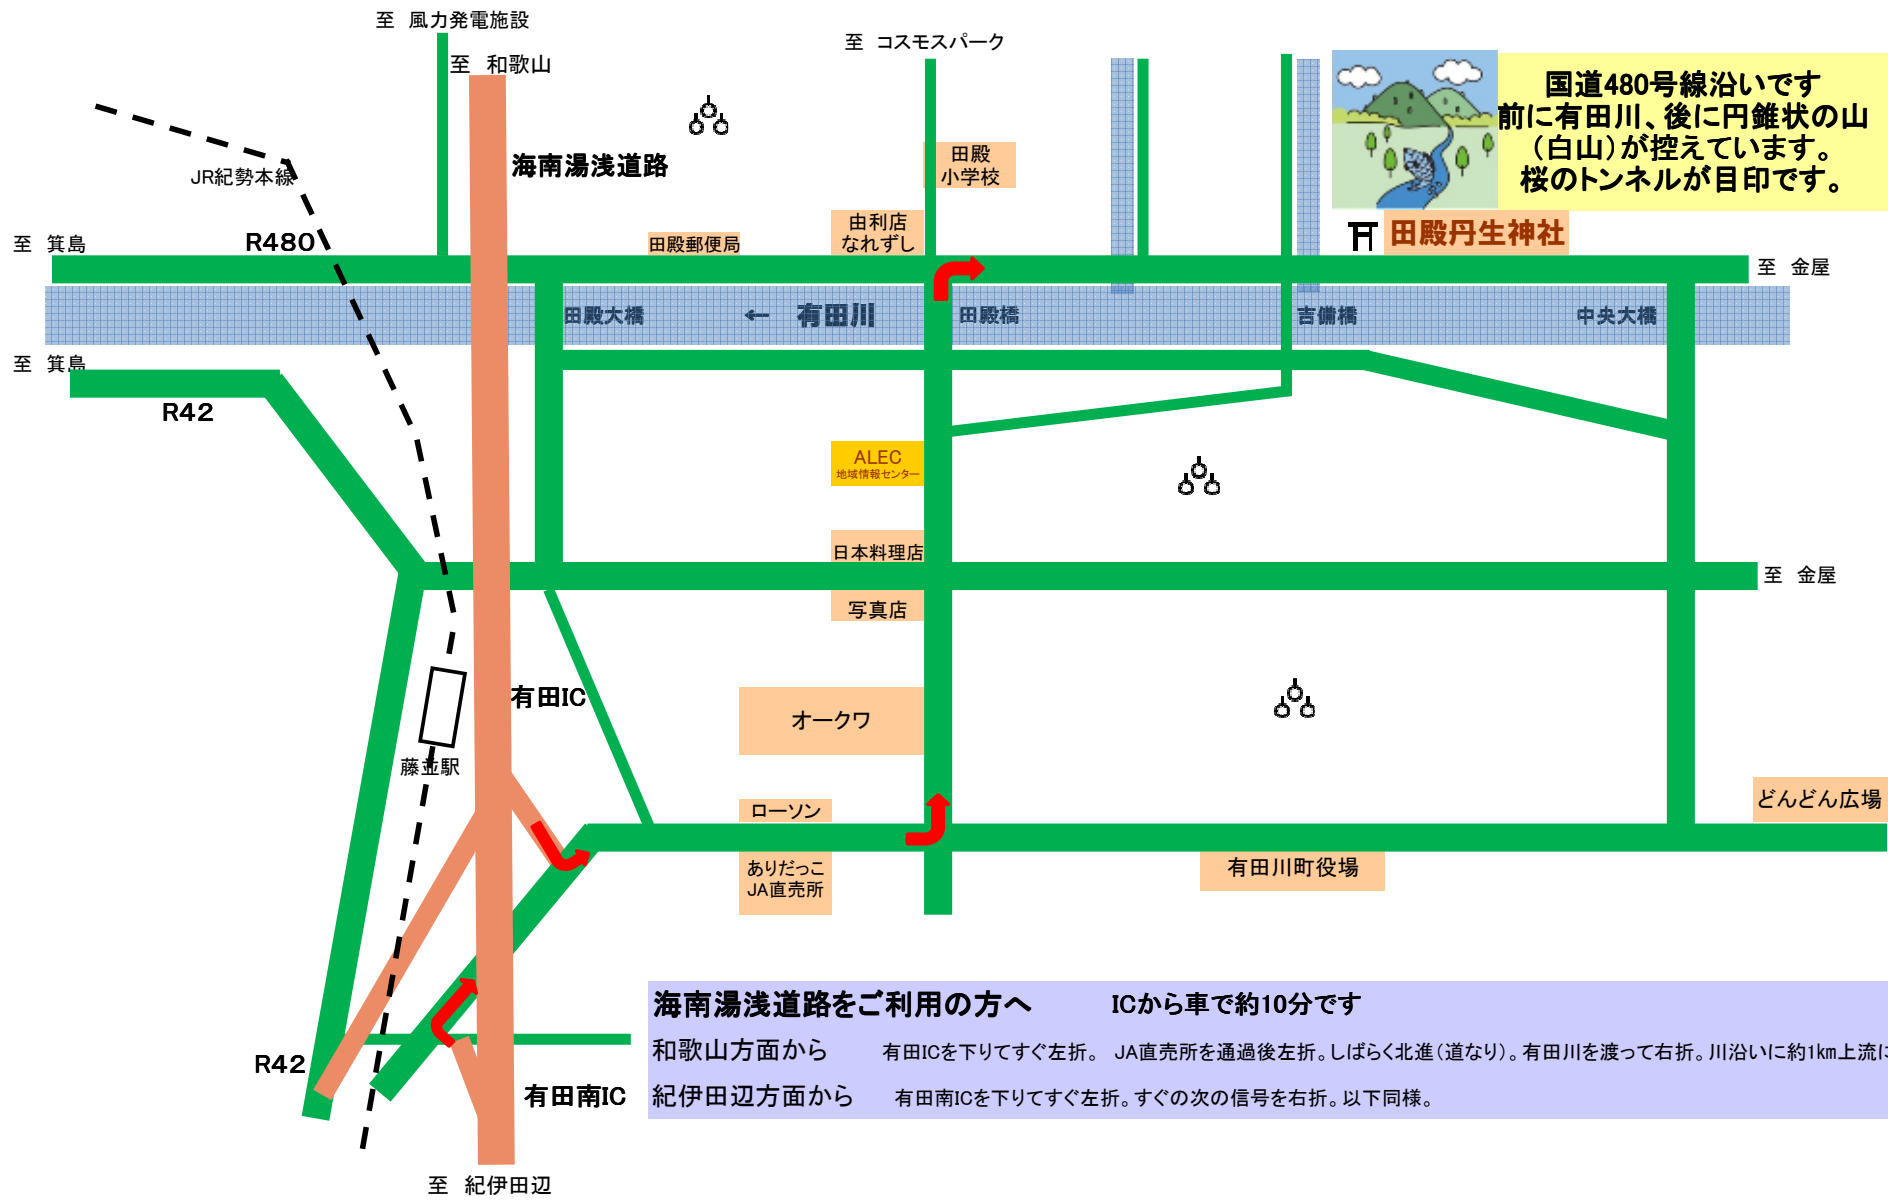 至 風力発電施設
至 コスモスパーク
至 和歌山
国道480号線沿いです
前に有田川、後に円錐状の山
（白山）が控えています。
桜のトンネルが目印です。
海南湯浅道路
JR紀勢本線
田殿
小学校
由利店
なれずし
田殿郵便局
田殿丹生神社
至 箕島
R480
至 金屋
田殿大橋
← 有田川
田殿橋
吉備橋
中央大橋
至 箕島
R42
ALEC
地域情報センター
日本料理店
至 金屋
写真店
有田IC
オークワ
藤並駅
ローソン
どんどん広場
ありだっこ
JA直売所
有田川町役場
海南湯浅道路をご利用の方へ ICから車で約10分です
和歌山方面から 有田ICを下りてすぐ左折。 JA直売所を通過後左折。しばらく北進（道なり）。有田川を渡って右折。川沿いに約1km上流に
R42
有田南IC
紀伊田辺方面から 有田南ICを下りてすぐ左折。すぐの次の信号を右折。以下同様。
至 紀伊田辺